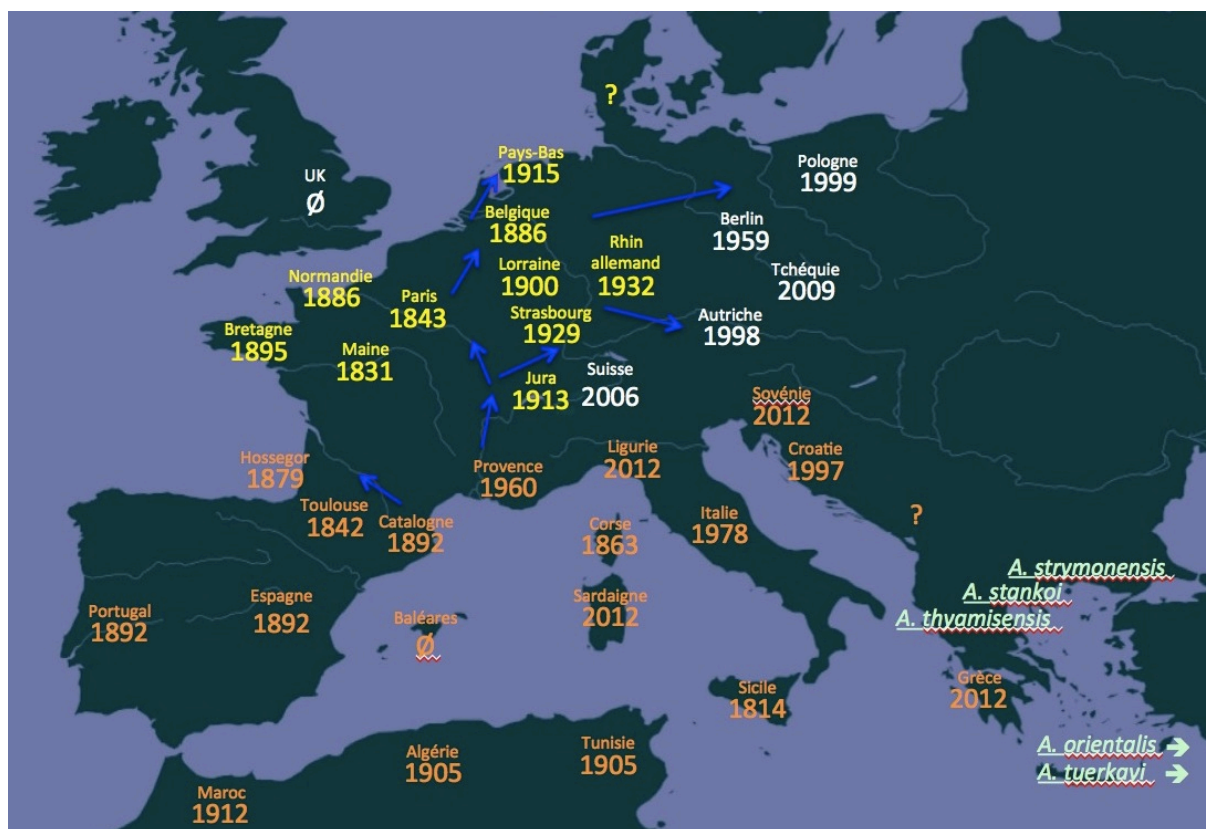 ?
Pays-Bas
1915
Pologne
1999
UK
Ø
Belgique
1886
Berlin
1959
Rhin
allemand
1932
Lorraine
1900
Tchéquie
2009
Normandie
1886
Paris
1843
Strasbourg
1929
Autriche
1998
Bretagne
1895
Maine
1831
Jura
1913
Suisse
2006
Sovénie
2012
Hossegor
1879
Provence
1960
Ligurie
2012
Croatie
1997
Toulouse
1842
Catalogne
1892
Corse
1863
Italie
1978
?
A. strymonensis
A. stankoi
A. thyamisensis
Portugal
1892
Espagne
1892
Baléares
Ø
Sardaigne
2012
Sicile
1814
Grèce
2012
Algérie
1905
Tunisie
1905
A. orientalis ➔
A. tuerkavi ➔
Maroc
1912